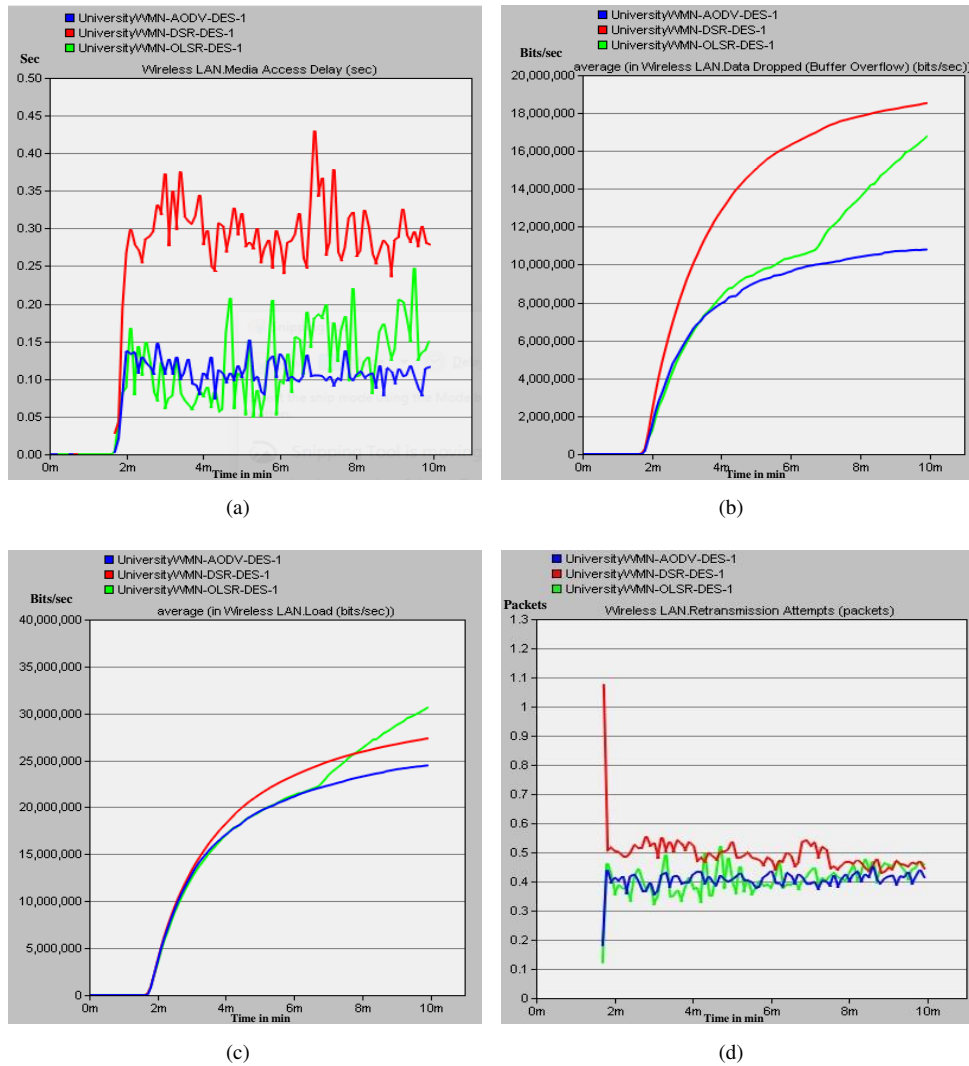 UniversityWMN-AODV-DES-1
UniversityWMN-DSR-DES-1
UniversityWMN-OLSR-DES-1
Sec
Wireless LAN.Media Access Delay (sec)
0.50
0.45
0.40
0.35
0.30
0.25
0.20
0.15
0.10
0.05
0.00
0m
2m
4m
6m
8m
10m
Time in min
(a)
UniversityWMN-AODV-DES-1
UniversityWMN-DSR-DES-1
UniversityWMN-OLSR-DES-1
Bits/sec
average (in Wireless LAN.Data Dropped (Buffer Overflow) (bits/sec))
20,000,000
18,000,000
16,000,000
14,000,000
12,000,000
10,000,000
8,000,000
6,000,000
4,000,000
2,000,000
0
0m
2m
4m
6m
8m
10m
Time in min
(b)
UniversityWMN-AODV-DES-1
UniversityWMN-DSR-DES-1
UniversityWMN-OLSR-DES-1
Bits/sec
average (in Wireless LAN.Load (bits/sec))
40,000,000
35,000,000
30,000,000
25,000,000
20,000,000
15,000,000
10,000,000
5,000,000
0
0m
2m
4m
6m
8m
10m
Time in min
(c)
UniversityWMN-AODV-DES-1
UniversityWMN-DSR-DES-1
UniversityWMN-OLSR-DES-1
Packets
Wireless LAN.Retransmission Attempts (packets)
1.3
1.2
1.1
1
0.9
0.8
0.7
0.6
0.5
0.4
0.3
0.2
0.1
0
0m
2m
4m
6m
8m
10m
Time in min
(d)